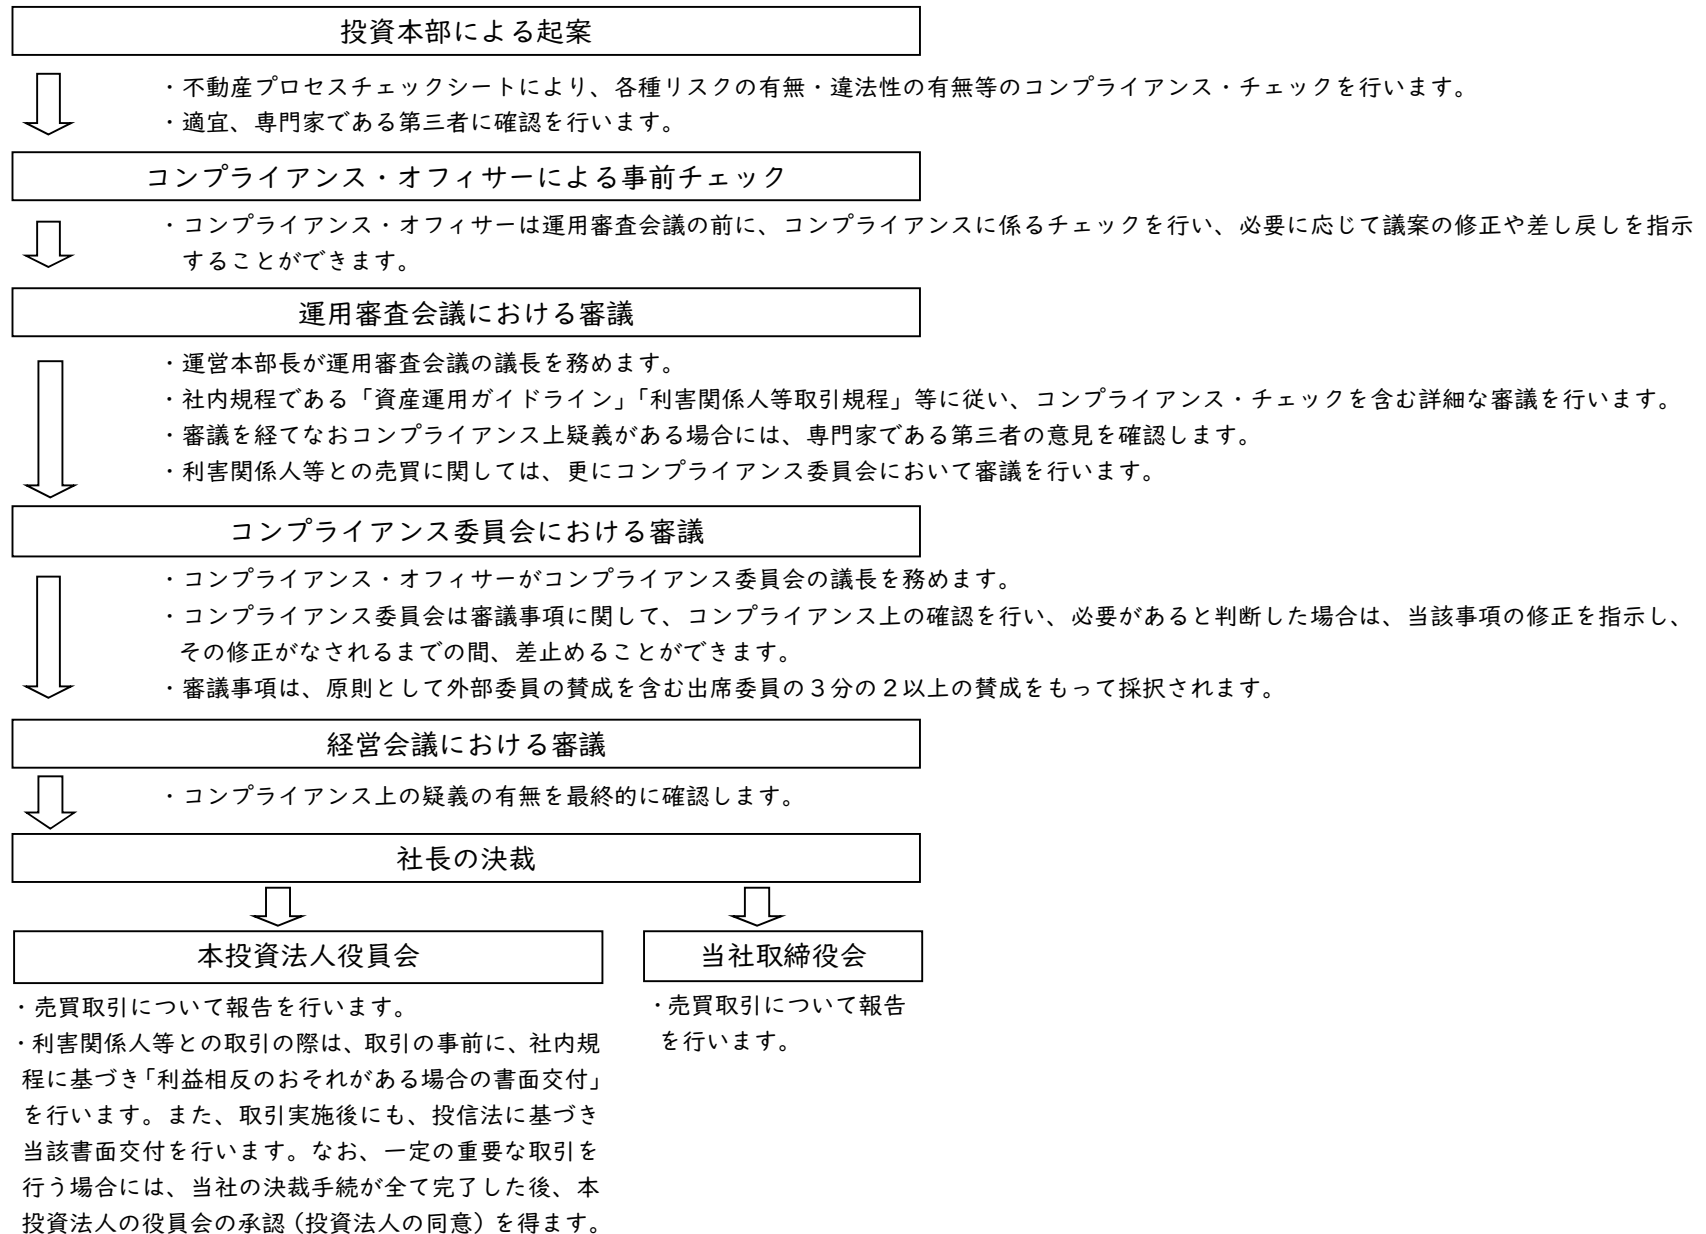 投資本部による起案
・不動産プロセスチェックシートにより、各種リスクの有無・違法性の有無等のコンプライアンス・チェックを行います。
・適宜、専門家である第三者に確認を行います。
コンプライアンス・オフィサーによる事前チェック
・コンプライアンス・オフィサーは運用審査会議の前に、コンプライアンスに係るチェックを行い、必要に応じて議案の修正や差し戻しを指示
することができます。
運用審査会議における審議
・運営本部長が運用審査会議の議長を務めます。
・社内規程である「資産運用ガイドライン」「利害関係人等取引規程」等に従い、コンプライアンス・チェックを含む詳細な審議を行います。
・審議を経てなおコンプライアンス上疑義がある場合には、専門家である第三者の意見を確認します。
・利害関係人等との売買に関しては、更にコンプライアンス委員会において審議を行います。
コンプライアンス委員会における審議
・コンプライアンス・オフィサーがコンプライアンス委員会の議長を務めます。
・コンプライアンス委員会は審議事項に関して、コンプライアンス上の確認を行い、必要があると判断した場合は、当該事項の修正を指示し、
その修正がなされるまでの間、差止めることができます。
・審議事項は、原則として外部委員の賛成を含む出席委員の３分の２以上の賛成をもって採択されます。
経営会議における審議
・コンプライアンス上の疑義の有無を最終的に確認します。
社長の決裁
本投資法人役員会
・売買取引について報告を行います。
・利害関係人等との取引の際は、取引の事前に、社内規
程に基づき「利益相反のおそれがある場合の書面交付」
を行います。また、取引実施後にも、投信法に基づき
当該書面交付を行います。なお、一定の重要な取引を
行う場合には、当社の決裁手続が全て完了した後、本
投資法人の役員会の承認（投資法人の同意）を得ます。
当社取締役会
・売買取引について報告
を行います。